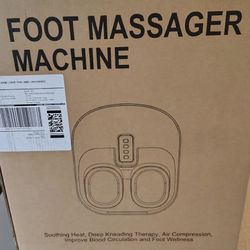 FOOT MASSAGER
MACHINE
Soothing Heat, Deep Kneading Therapy, Air Compression,
Improve Blood Circulation and Foot Wellness